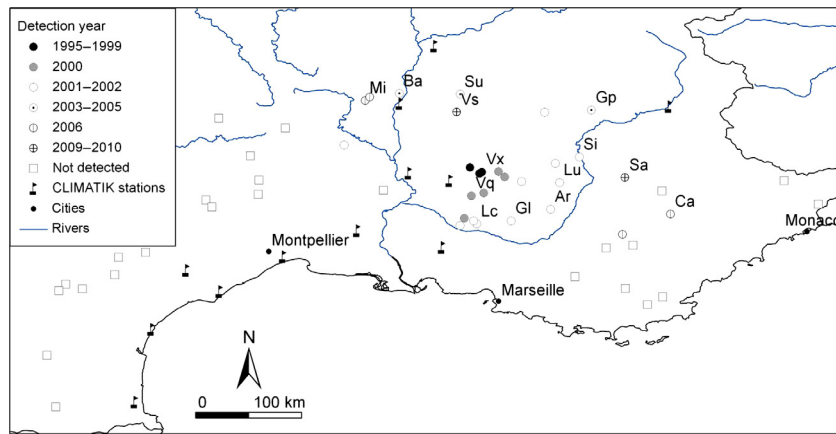 Detection year
1995–1999
2000
2001–2002
2003–2005
2006
2009–2010
Not detected
CLIMATIK stations
Cities
Rivers
Mi
Ba
Su
Vs
Gp
Si
Vx
Lu
Sa
Vq
Ar
Ca
Lc
Gl
Monaco
Montpellier
Marseille
N
0 100 km